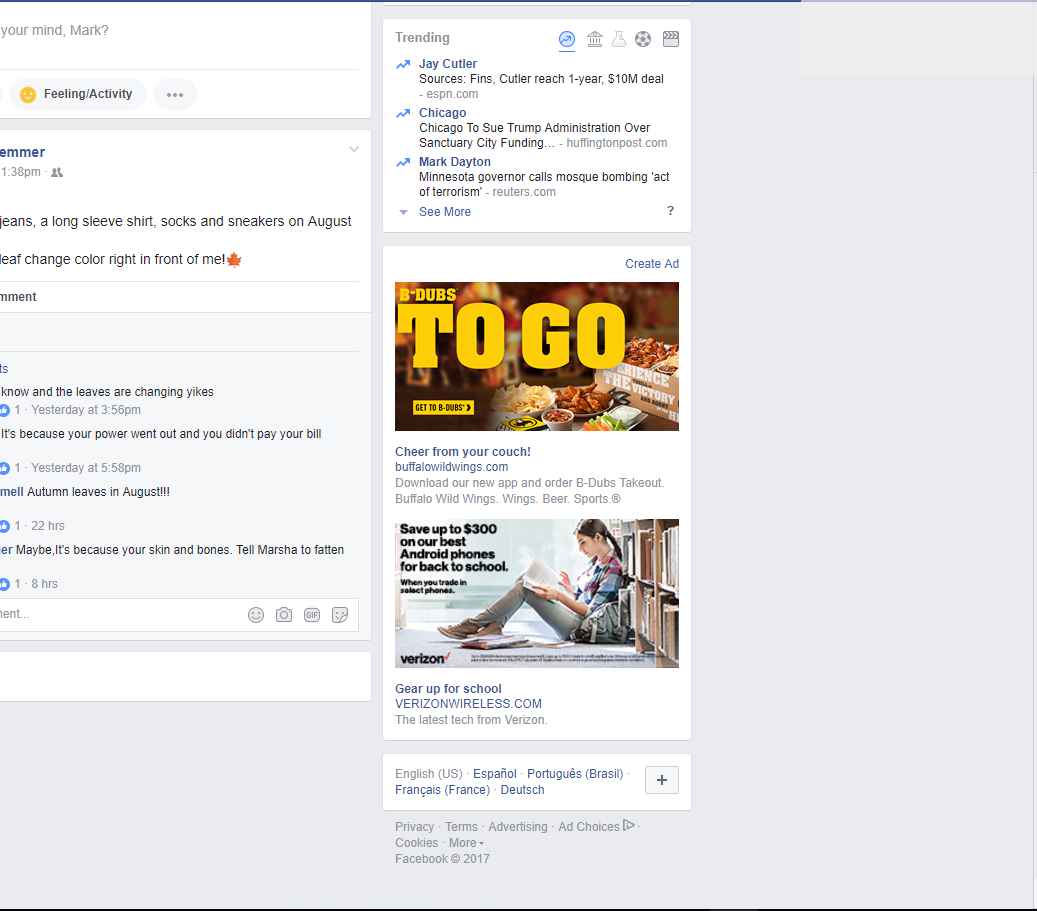 your mind, Mark?
Feeling/Activity
emmer
1:38pm ·
jeans, a long sleeve shirt, socks and sneakers on August
leaf change color right in front of me!🍁
mment
ts
know and the leaves are changing yikes
1 · Yesterday at 3:56pm
It's because your power went out and you didn't pay your bill
1 · Yesterday at 5:58pm
mell Autumn leaves in August!!!
1 · 22 hrs
er Maybe,It's because your skin and bones. Tell Marsha to fatten
1 · 8 hrs
ment...
GIF
Trending
Jay Cutler
Sources: Fins, Cutler reach 1-year, $10M deal
- espn.com
Chicago
Chicago To Sue Trump Administration Over
Sanctuary City Funding… - huffingtonpost.com
Mark Dayton
Minnesota governor calls mosque bombing 'act
of terrorism' - reuters.com
See More
?
Create Ad
B-DUBS
TO GO
EXPERIENCE
THE VICTORY
GET TO B-DUBS' ❯
Cheer from your couch!
buffalowildwings.com
Download our new app and order B-Dubs Takeout.
Buffalo Wild Wings. Wings. Beer. Sports.®
Save up to $300
on our best
Android phones
for back to school.
When you trade in
select phones.
verizon✓
Gear up for school
VERIZONWIRELESS.COM
The latest tech from Verizon.
English (US) · Español · Português (Brasil) ·
Français (France) · Deutsch
+
Privacy · Terms · Advertising · Ad Choices ·
Cookies · More
Facebook © 2017